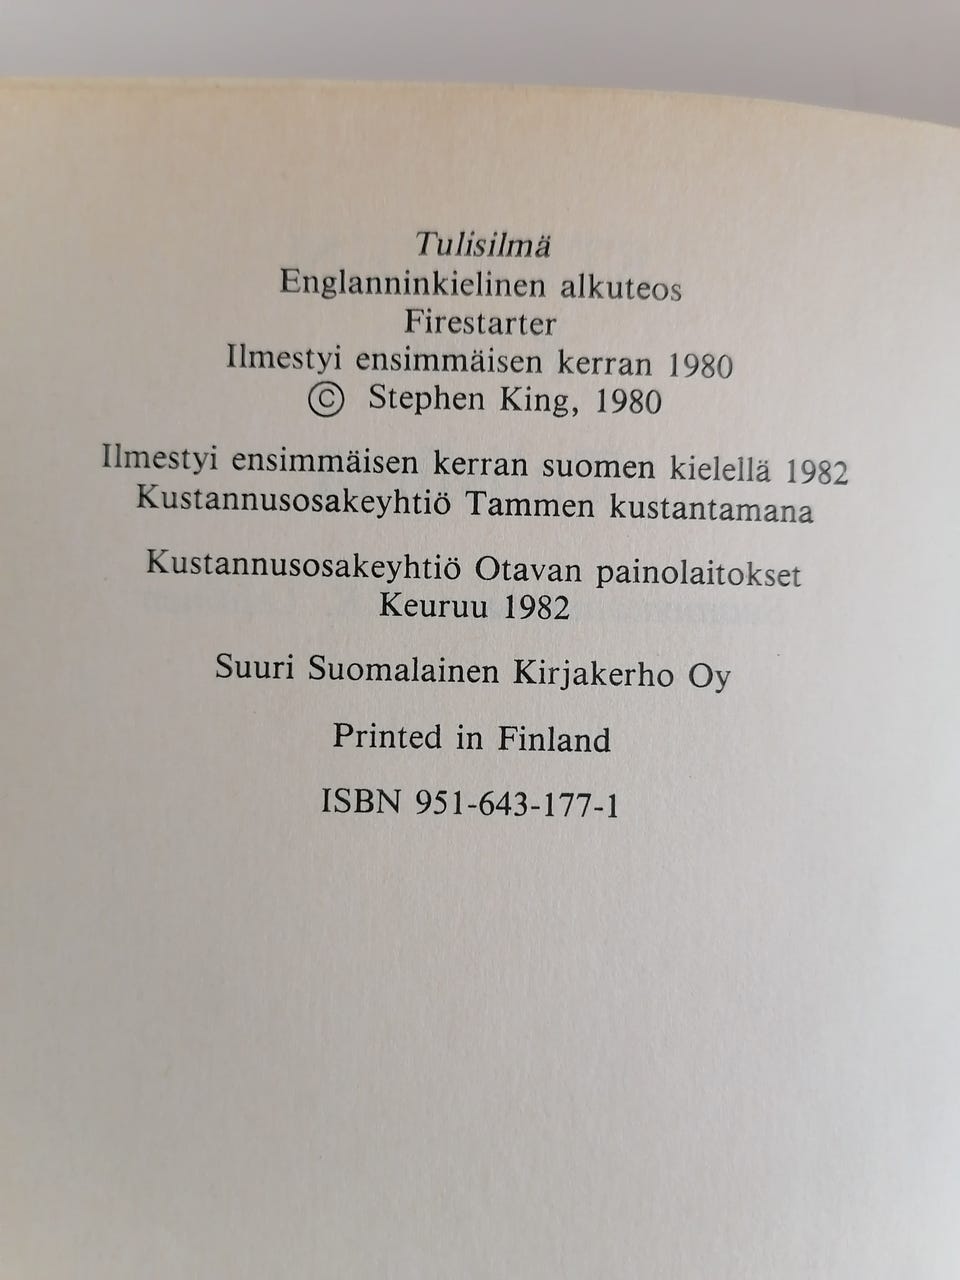 Tulisilmä
Englanninkielinen alkuteos
Firestarter
Ilmestyi ensimmäisen kerran 1980
© Stephen King, 1980
Ilmestyi ensimmäisen kerran suomen kielellä 1982
Kustannusosakeyhtiö Tammen kustantamana
Kustannusosakeyhtiö Otavan painolaitokset
Keuruu 1982
Suuri Suomalainen Kirjakerho Oy
Printed in Finland
ISBN 951-643-177-1